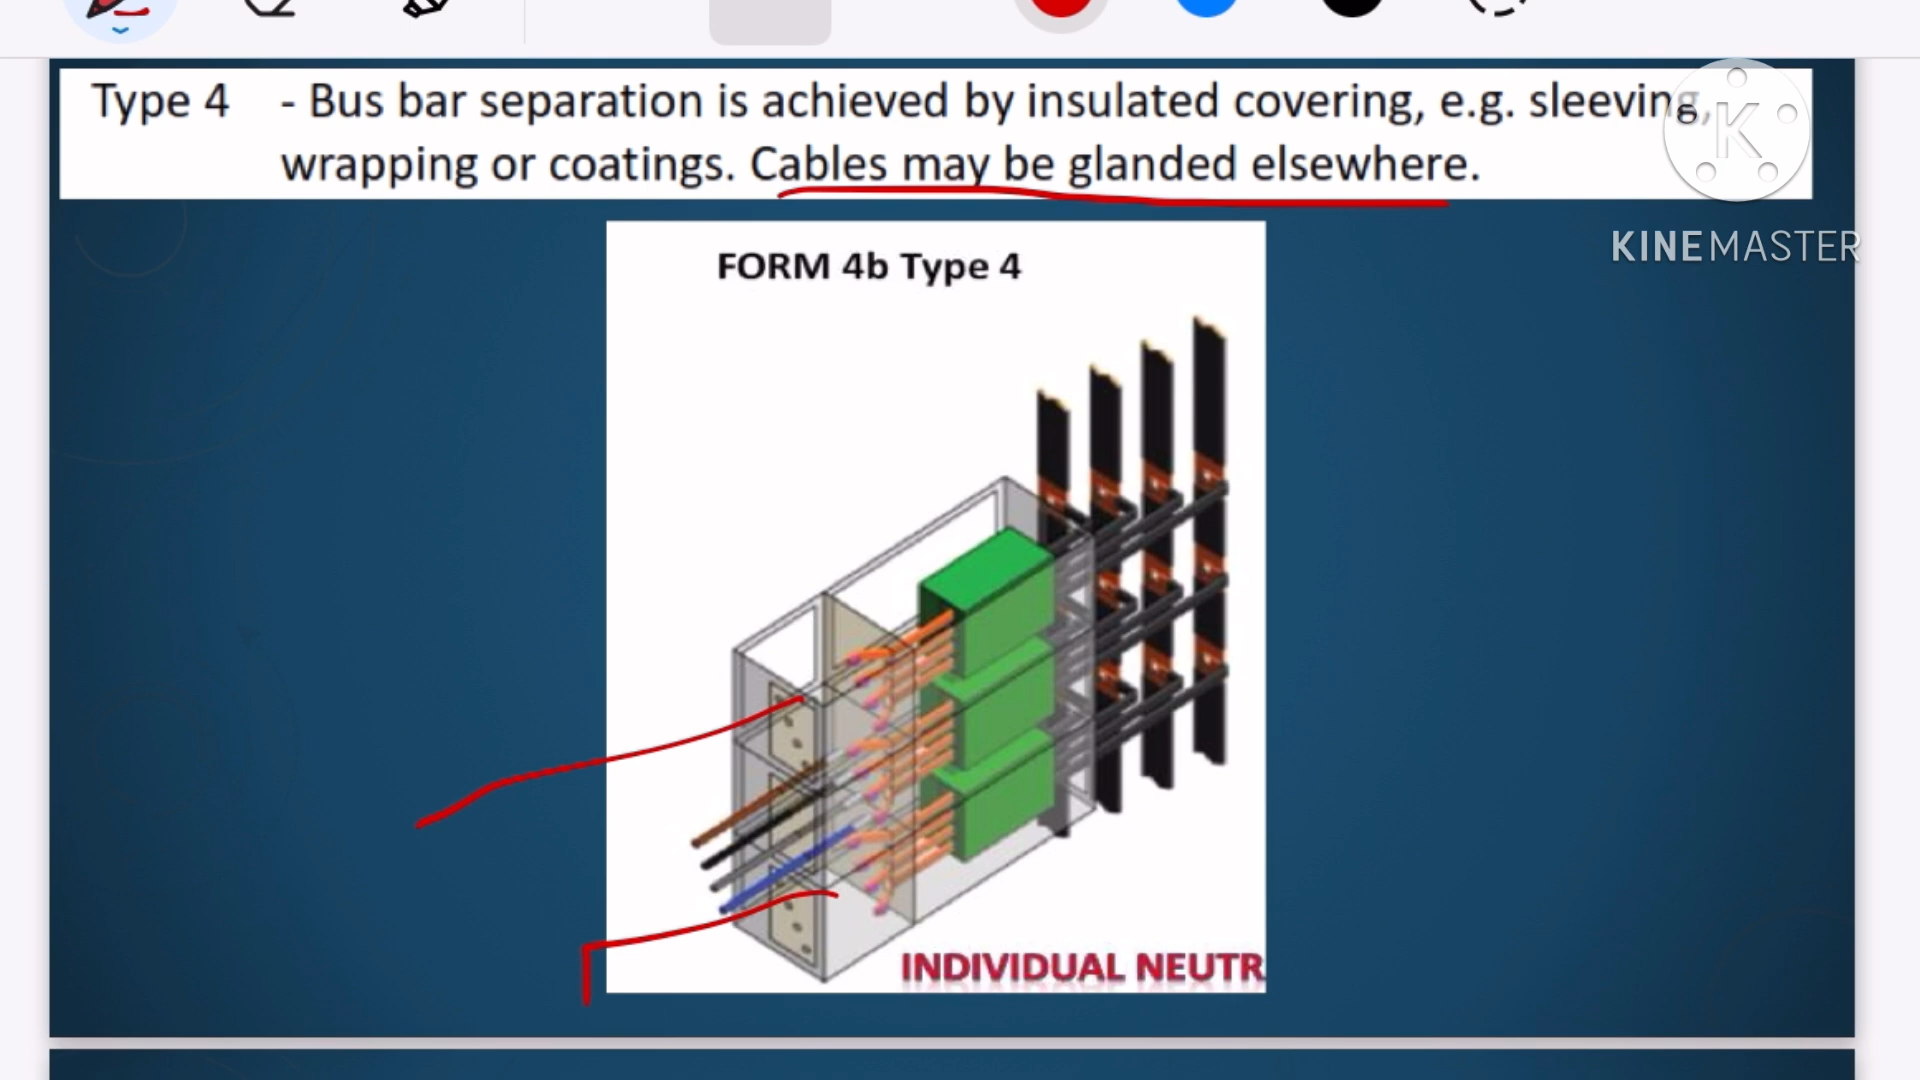 Type 4 - Bus bar separation is achieved by insulated covering, e.g. sleeving,
wrapping or coatings. Cables may be glanded elsewhere.
K
KINEMASTER
FORM 4b Type 4
INDIVIDUAL NEUTR